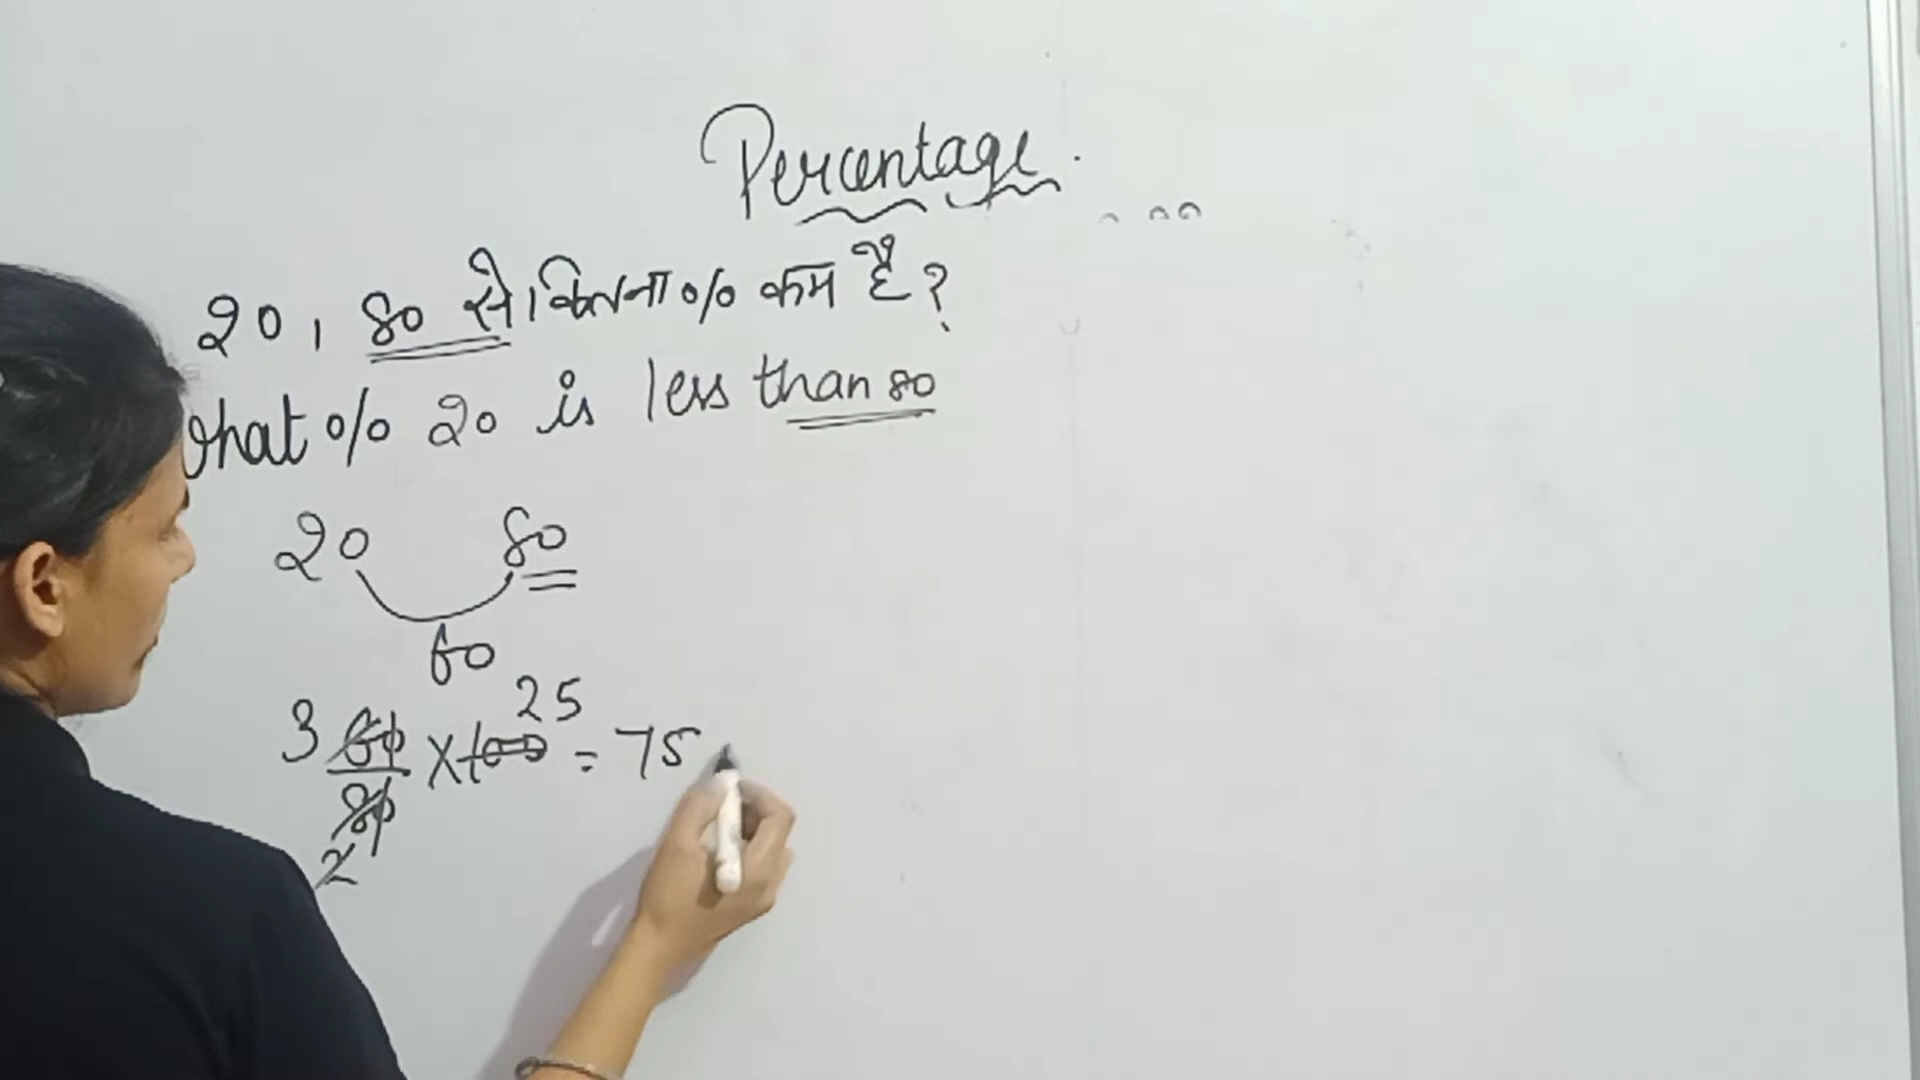 Percentage.
20, 80 से कितना % कम है?
What % 20 is less than 80
20 80
60
25
3 60 × 100 = 75
80
2